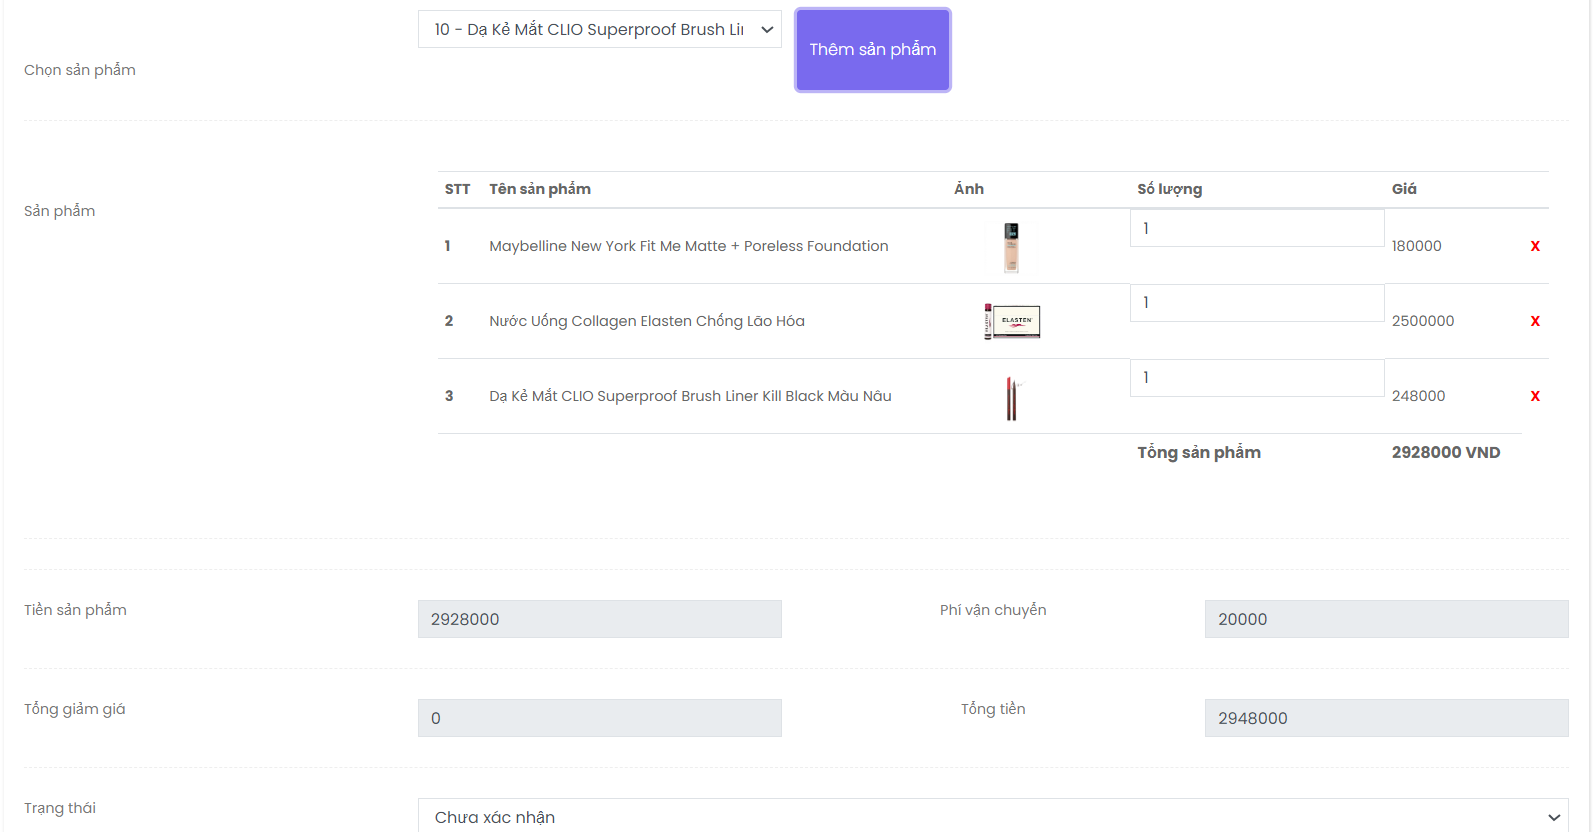 10 - Dạ Kẻ Mắt CLIO Superproof Brush Lir
Thêm sản phẩm
Chọn sản phẩm
Sản phẩm
STT Tên sản phẩm Ảnh Số lượng Giá
1 Maybelline New York Fit Me Matte + Poreless Foundation 1 180000 X
2 Nước Uống Collagen Elasten Chống Lão Hóa ELASTEN 1 2500000 X
3 Dạ Kẻ Mắt CLIO Superproof Brush Liner Kill Black Màu Nâu 1 248000 X
Tổng sản phẩm 2928000 VND
Tiền sản phẩm 2928000 Phí vận chuyển 20000
Tổng giảm giá 0 Tổng tiền 2948000
Trạng thái Chưa xác nhận